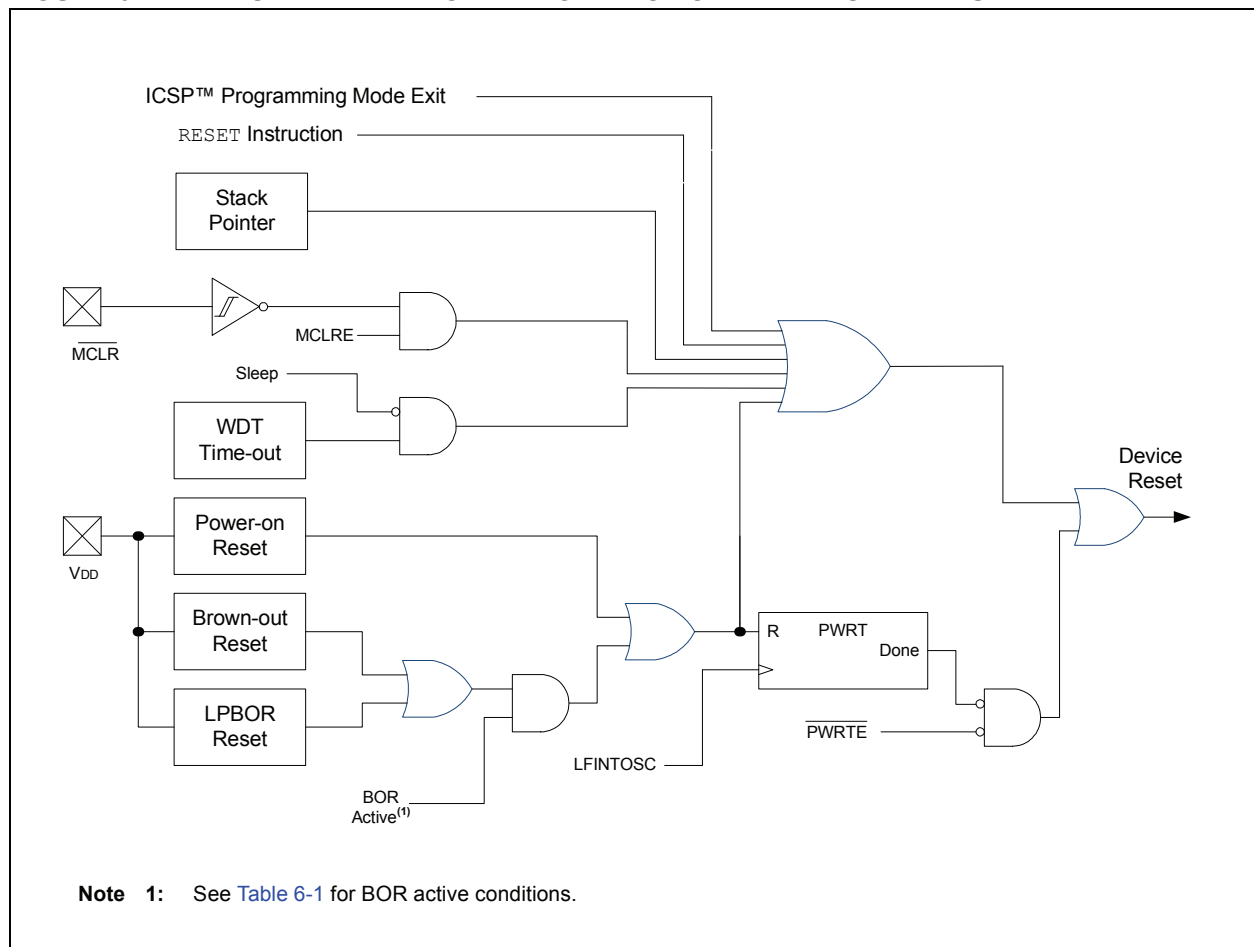 ICSP™ Programming Mode Exit
RESET Instruction
Stack
Pointer
MCLR
MCLRE
Sleep
WDT
Time-out
VDD
Power-on
Reset
Brown-out
Reset
LPBOR
Reset
BOR
Active(1)
R PWRT
Done
LFINTOSC
PWRTE
Device
Reset
Note 1: See Table 6-1 for BOR active conditions.